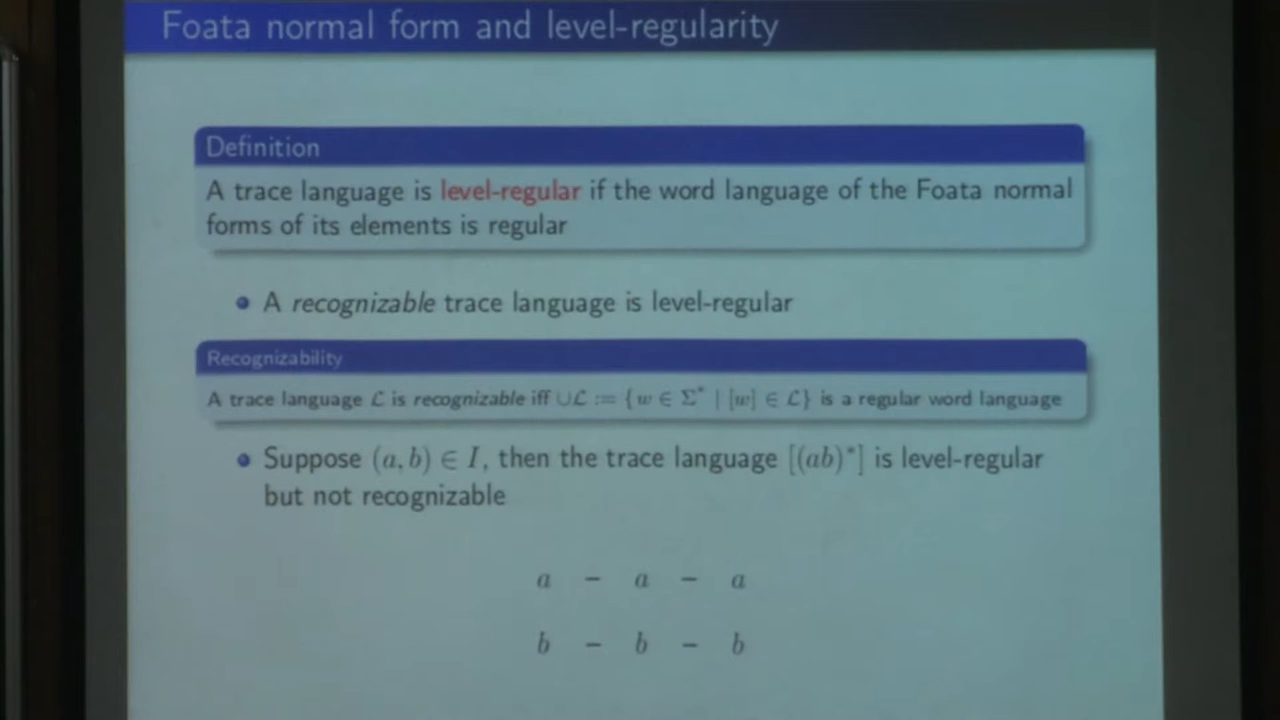 Foata normal form and level-regularity
Definition
A trace language is level-regular if the word language of the Foata normal
forms of its elements is regular
A recognizable trace language is level-regular
Recognizability
A trace language ℒ is recognizable iff ∪ℒ := {w ∈ Σ* | [w] ∈ ℒ} is a regular word language
Suppose (a, b) ∈ I, then the trace language [(ab)*] is level-regular
but not recognizable
a – a – a
b – b – b